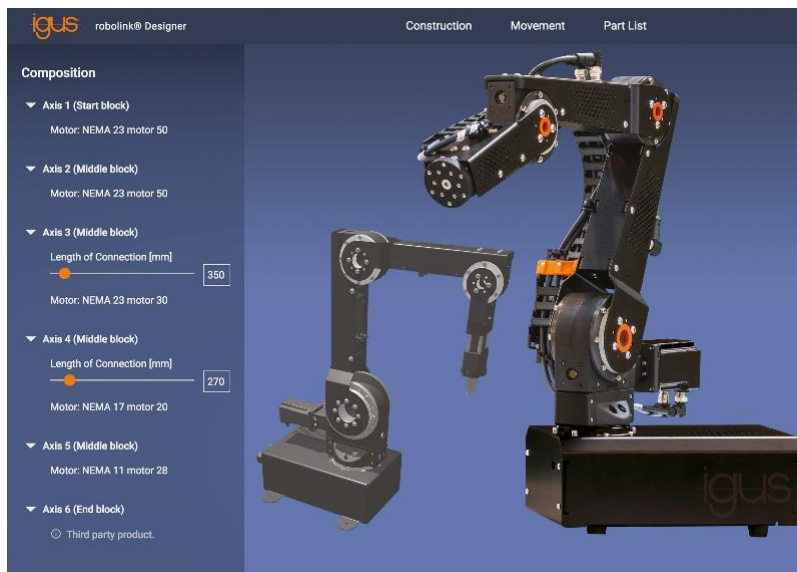 igus
robolink® Designer
Construction
Movement
Part List
Composition
Axis 1 (Start block)
Motor: NEMA 23 motor 50
Axis 2 (Middle block)
Motor: NEMA 23 motor 50
Axis 3 (Middle block)
Length of Connection [mm]
350
Motor: NEMA 23 motor 30
Axis 4 (Middle block)
Length of Connection [mm]
270
Motor: NEMA 17 motor 20
Axis 5 (Middle block)
Motor: NEMA 11 motor 28
Axis 6 (End block)
Third party product.
igus